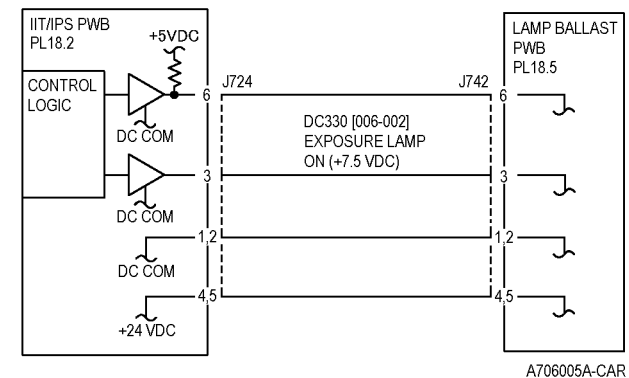 IIT/IPS PWB
PL18.2
+5VDC
CONTROL
LOGIC
DC COM
DC COM
DC COM
+24 VDC
6
3
1,2
4,5
J724
J742
DC330 [006-002]
EXPOSURE LAMP
ON (+7.5 VDC)
LAMP BALLAST
PWB
PL18.5
6
3
1,2
4,5
A706005A-CAR